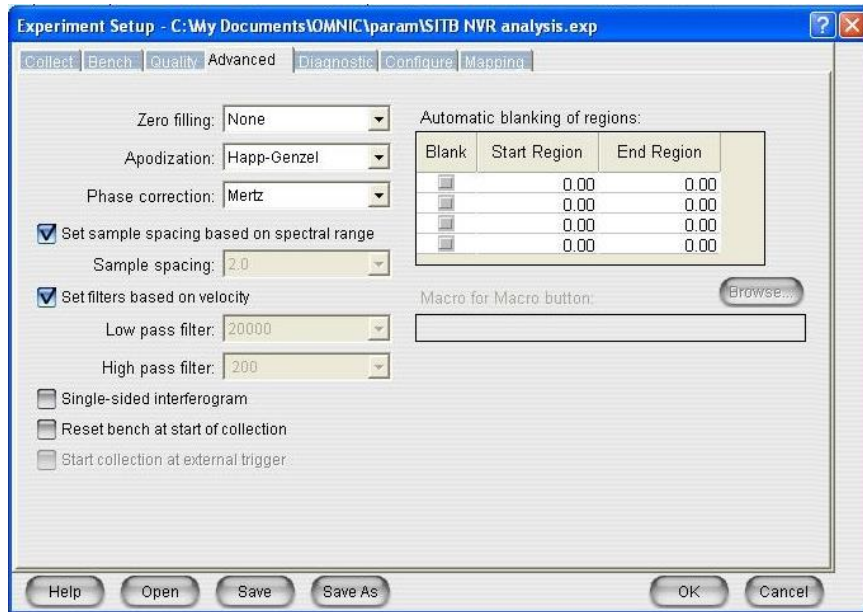 Experiment Setup - C:\My Documents\OMNIC\param\SITB NVR analysis.exp
Collect Bench Quality Advanced Diagnostic Configure Mapping
Zero filling: None
Apodization: Happ-Genzel
Phase correction: Mertz
Set sample spacing based on spectral range
Sample spacing: 2.0
Set filters based on velocity
Low pass filter: 20000
High pass filter: 200
Single-sided interferogram
Reset bench at start of collection
Start collection at external trigger
Automatic blanking of regions:
Blank Start Region End Region
0.00 0.00
0.00 0.00
0.00 0.00
0.00 0.00
Browse...
Macro for Macro button:
Help Open Save Save As OK Cancel